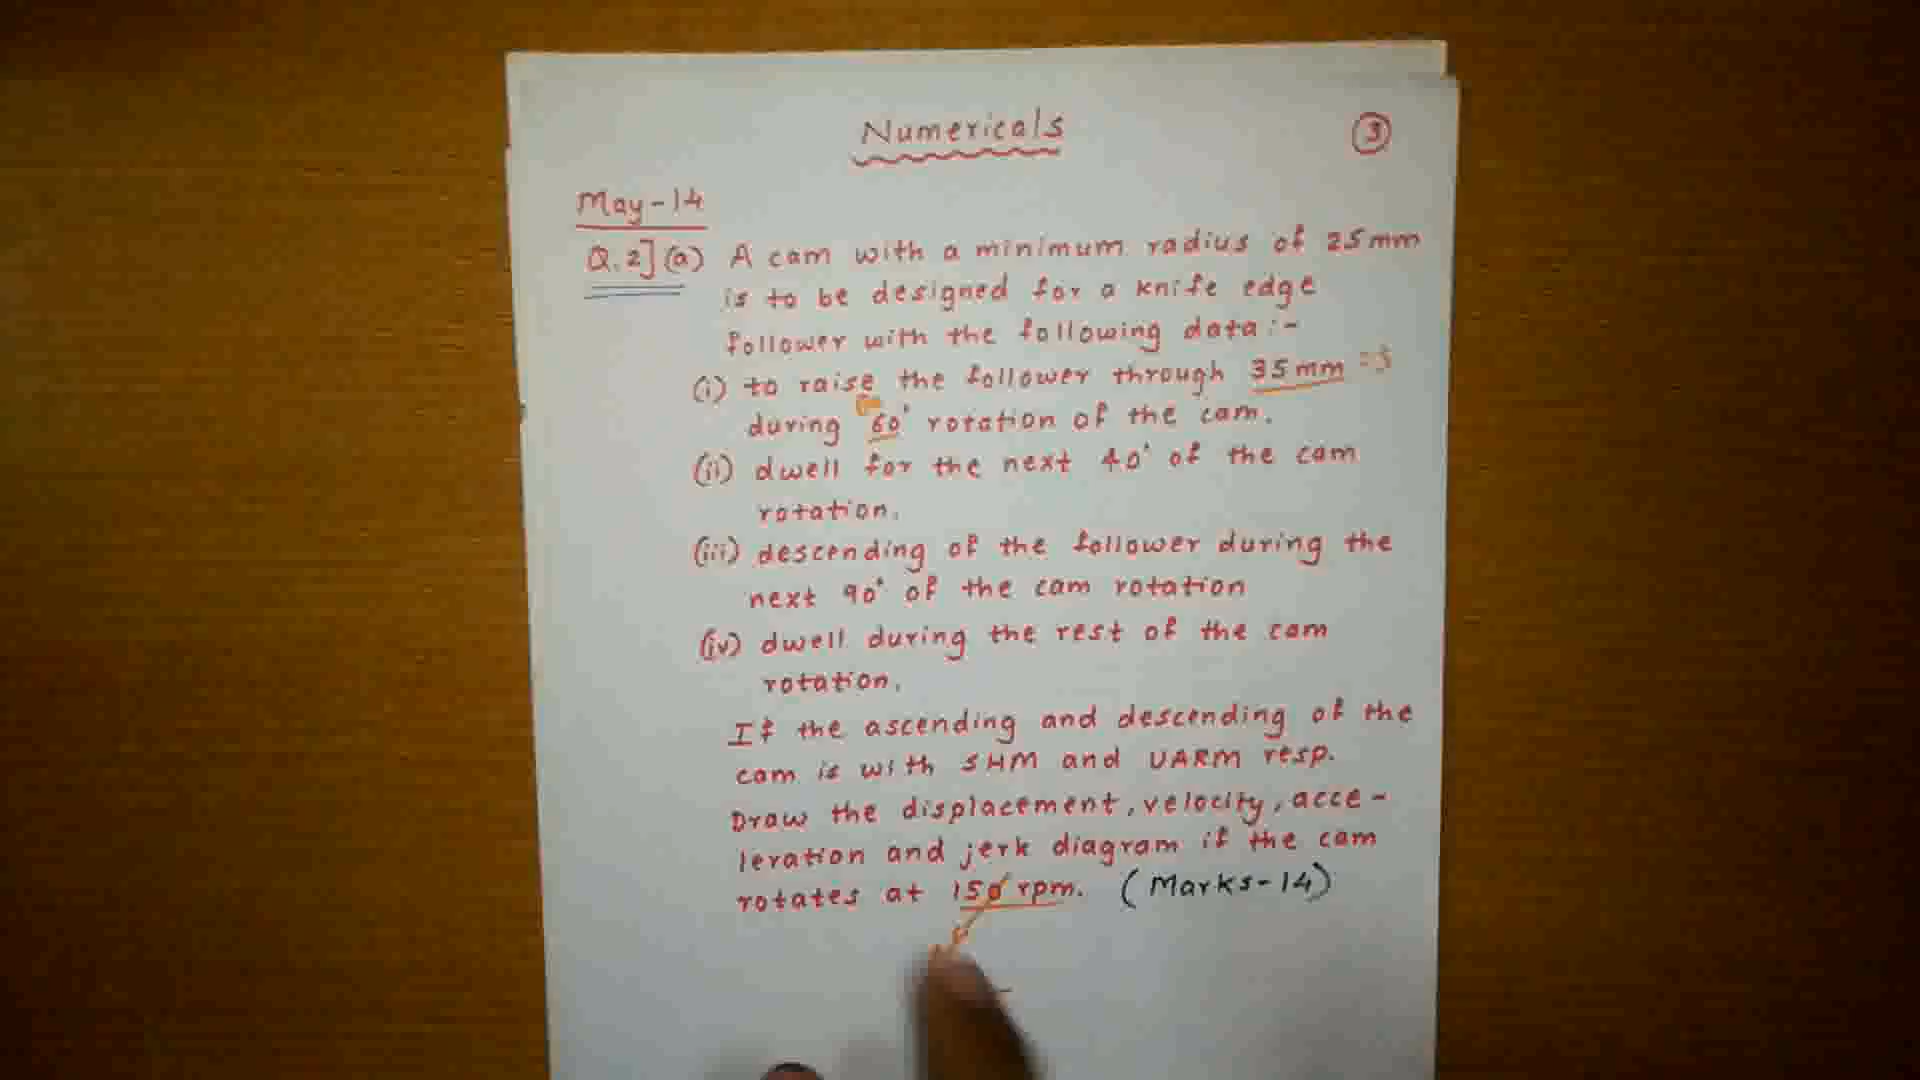 Numericals
3
May-14
Q.2] (a) A cam with a minimum radius of 25mm
is to be designed for a knife edge
follower with the following data:-
(i) to raise the follower through 35mm =S
during 60° rotation of the cam.
(ii) dwell for the next 40° of the cam
rotation.
(iii) descending of the follower during the
next 90° of the cam rotation
(iv) dwell during the rest of the cam
rotation.
If the ascending and descending of the
cam is with SHM and UARM resp.
Draw the displacement, velocity, acce-
leration and jerk diagram if the cam
rotates at 150 rpm. (Marks-14)